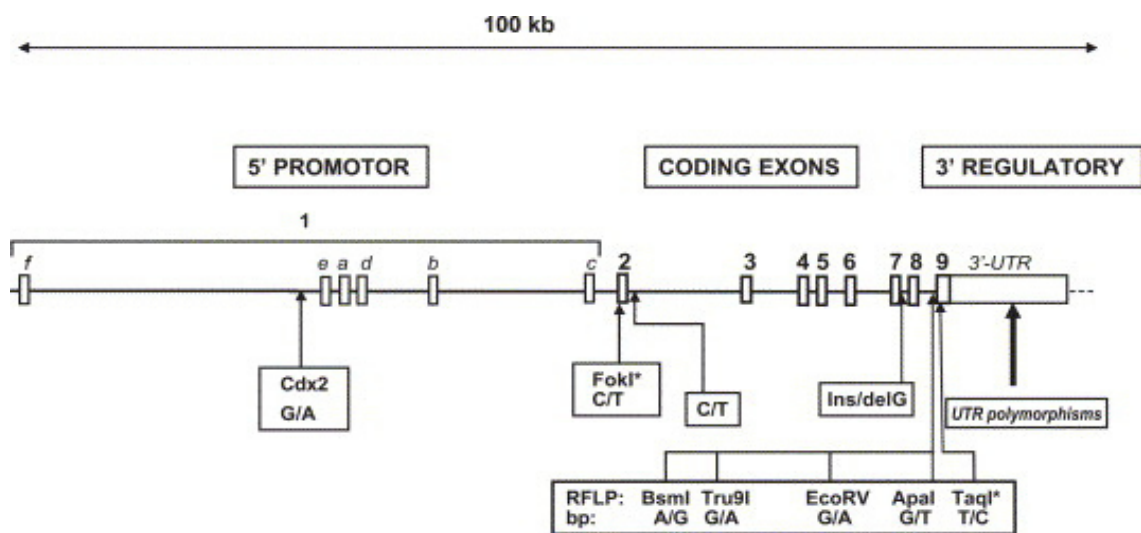 100 kb
5' PROMOTOR
CODING EXONS
3' REGULATORY
1
f
e
a
d
b
c
2
3
4
5
6
7
8
9
3'-UTR
Cdx2
G/A
FokI*
C/T
C/T
Ins/delG
UTR polymorphisms
RFLP: BsmI Tru9I EcoRV ApaI TaqI*
bp: A/G G/A G/A G/T T/C